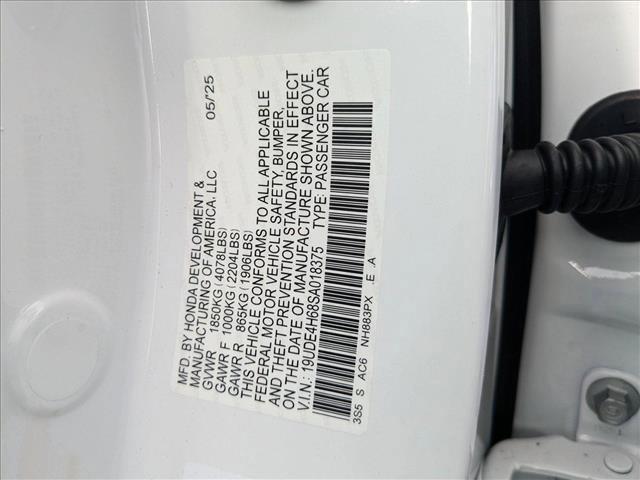 MFD. BY HONDA DEVELOPMENT & 05/'25
MANUFACTURING OF AMERICA, LLC
GVWR 1850KG (4078LBS)
GAWR F 1000KG (2204LBS)
GAWR R 865KG (1906LBS)
THIS VEHICLE CONFORMS TO ALL APPLICABLE
FEDERAL MOTOR VEHICLE SAFETY, BUMPER,
AND THEFT PREVENTION STANDARDS IN EFFECT
ON THE DATE OF MANUFACTURE SHOWN ABOVE.
V.I.N.: 19UDE4H68SA018375 TYPE: PASSENGER CAR
3S5 S AC6 NH883PX .E .A